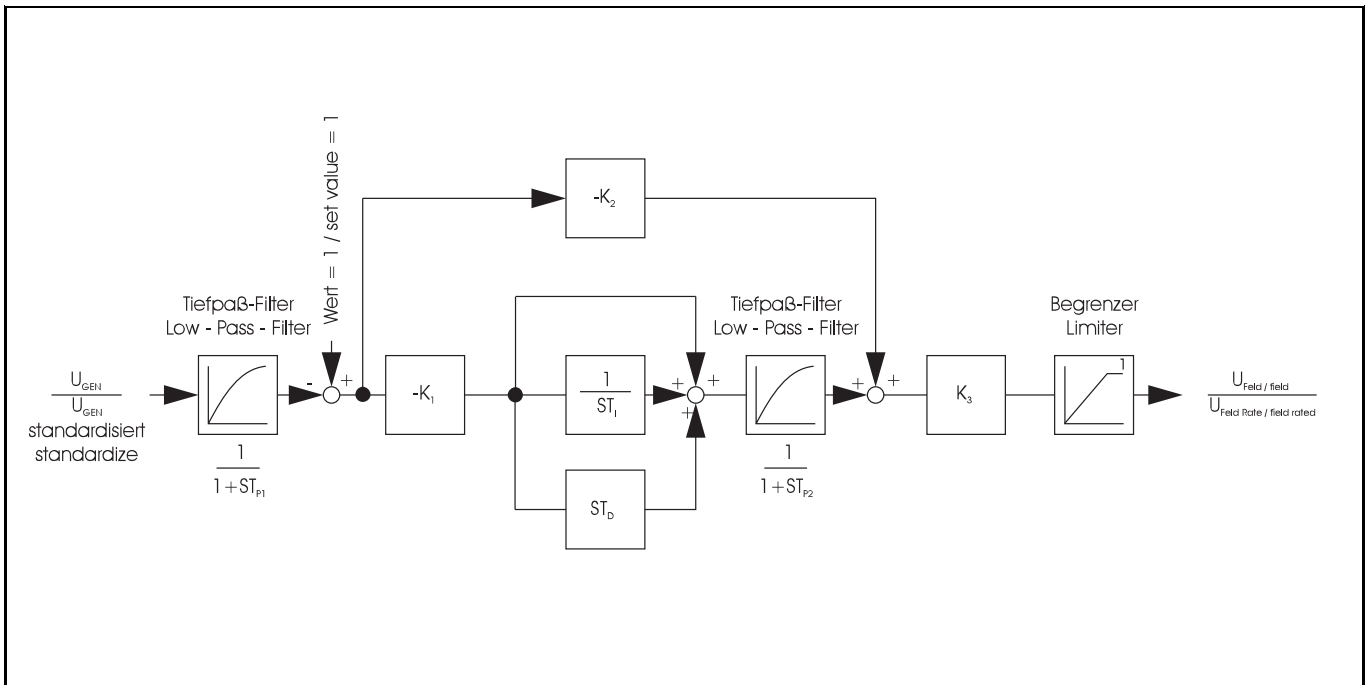 Wert = 1 / set value = 1
-K₂
Tiefpaß-Filter
Low - Pass - Filter
Tiefpaß-Filter
Low - Pass - Filter
Begrenzer
Limiter
U_GEN
U_GEN
standardisiert
standardize
1
1+ST_P1
-
+
-K₁
1
ST_I
ST_D
+
+
+
1
1+ST_P2
+
+
K₃
1
U_Feld / field
U_Feld Rate / field rated